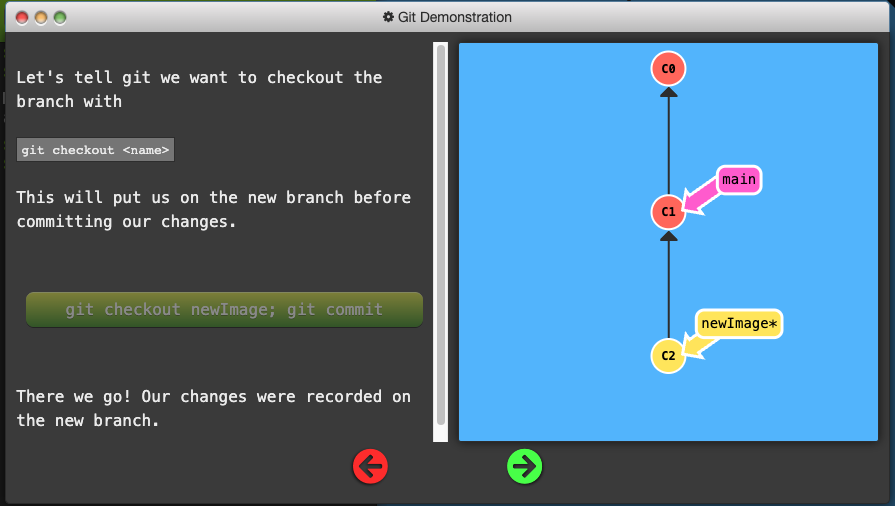 Git Demonstration
Let's tell git we want to checkout the
branch with
git checkout <name>
This will put us on the new branch before
committing our changes.
git checkout newImage; git commit
There we go! Our changes were recorded on
the new branch.
C0
main
C1
newImage*
C2